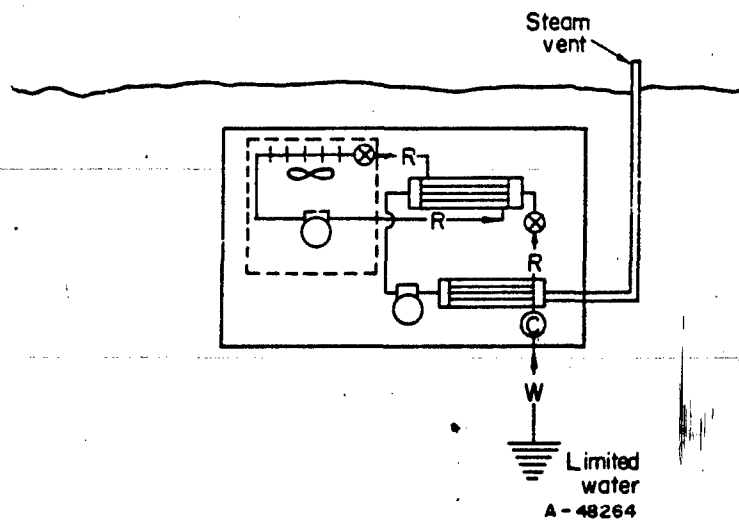 Steam
vent
R
R
R
C
W
Limited
water
A-48264